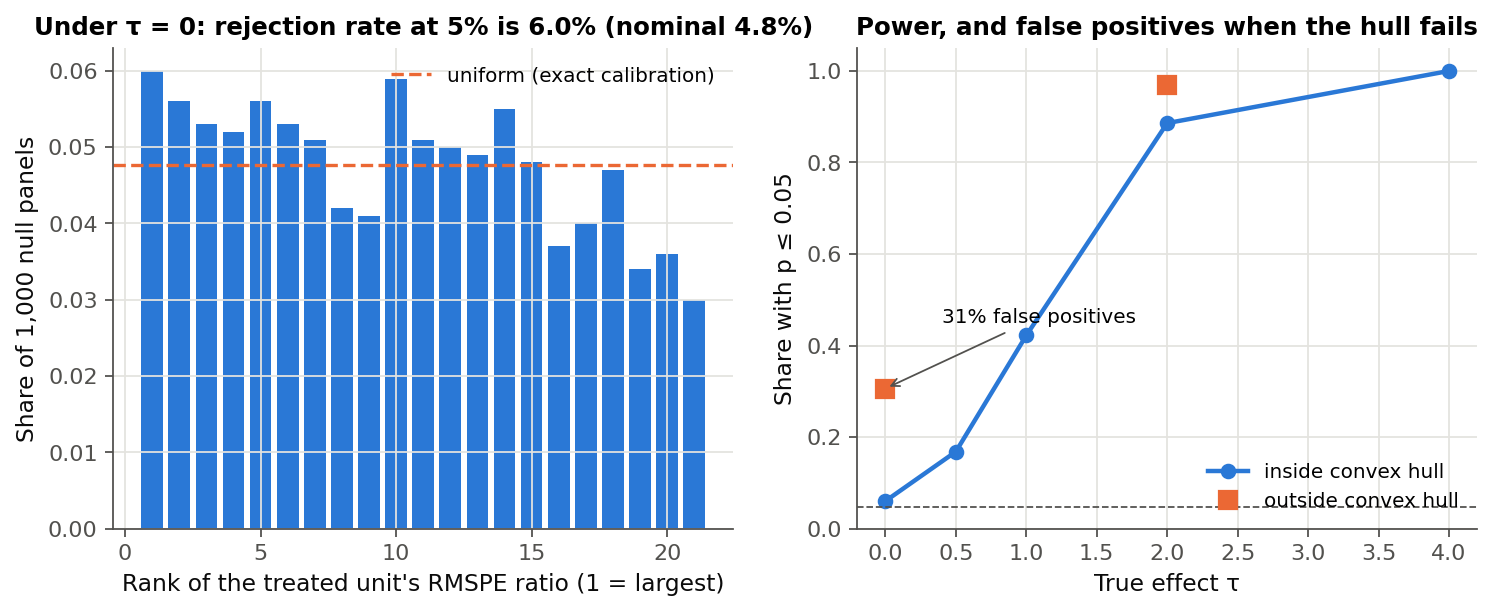 Under τ = 0: rejection rate at 5% is 6.0% (nominal 4.8%)
uniform (exact calibration)
Share of 1,000 null panels
0.06
0.05
0.04
0.03
0.02
0.01
0.00
0
5
10
15
20
Rank of the treated unit's RMSPE ratio (1 = largest)
Power, and false positives when the hull fails
Share with p ≤ 0.05
1.0
0.8
0.6
0.4
0.2
0.0
31% false positives
inside convex hull
outside convex hull
0.0
0.5
1.0
1.5
2.0
2.5
3.0
3.5
4.0
True effect τ